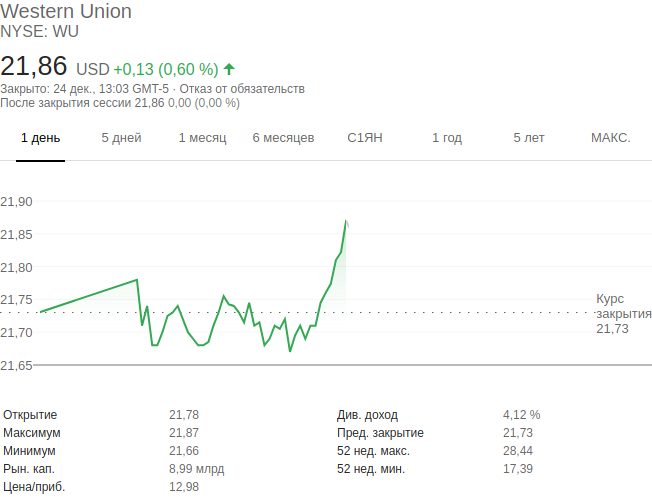 Western Union
NYSE: WU
21,86 USD +0,13 (0,60 %)
Закрыто: 24 дек., 13:03 GMT-5 · Отказ от обязательств
После закрытия сессии 21,86 0,00 (0,00 %)
1 день 5 дней 1 месяц 6 месяцев С1ЯН 1 год 5 лет МАКС.
21,90
21,85
21,80
21,75
21,70
21,65
Курс
закрытия
21,73
Открытие 21,78 Див. доход 4,12 %
Максимум 21,87 Пред. закрытие 21,73
Минимум 21,66 52 нед. макс. 28,44
Рын. кап. 8,99 млрд 52 нед. мин. 17,39
Цена/приб. 12,98